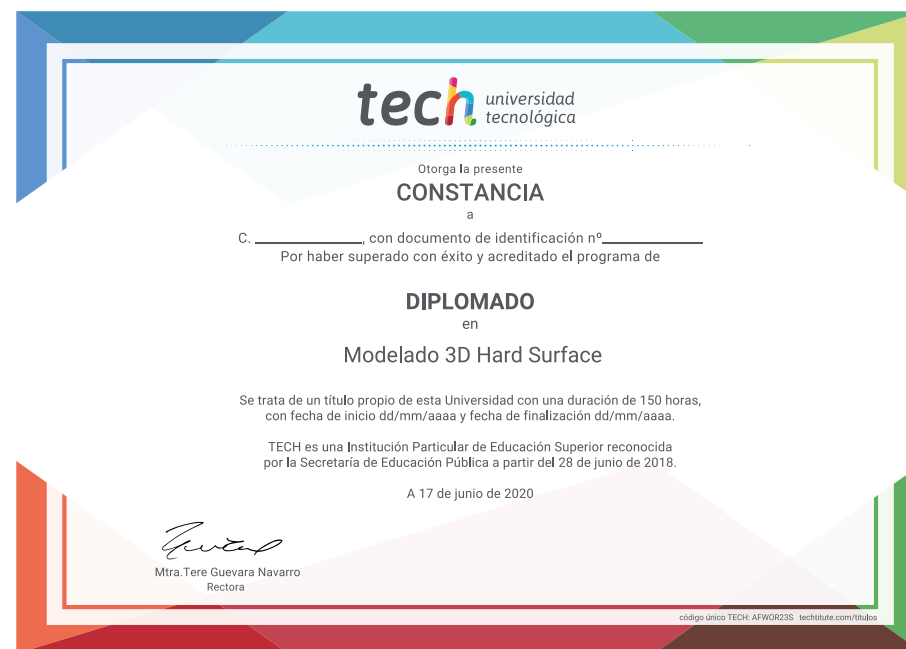 tech universidad
tecnológica
Otorga la presente
CONSTANCIA
a
C. ______________, con documento de identificación nº_____________
Por haber superado con éxito y acreditado el programa de
DIPLOMADO
en
Modelado 3D Hard Surface
Se trata de un título propio de esta Universidad con una duración de 150 horas,
con fecha de inicio dd/mm/aaaa y fecha de finalización dd/mm/aaaa.
TECH es una Institución Particular de Educación Superior reconocida
por la Secretaría de Educación Pública a partir del 28 de junio de 2018.
A 17 de junio de 2020
Mtra.Tere Guevara Navarro
Rectora
código único TECH: AFWOR23S techtitute.com/titulos